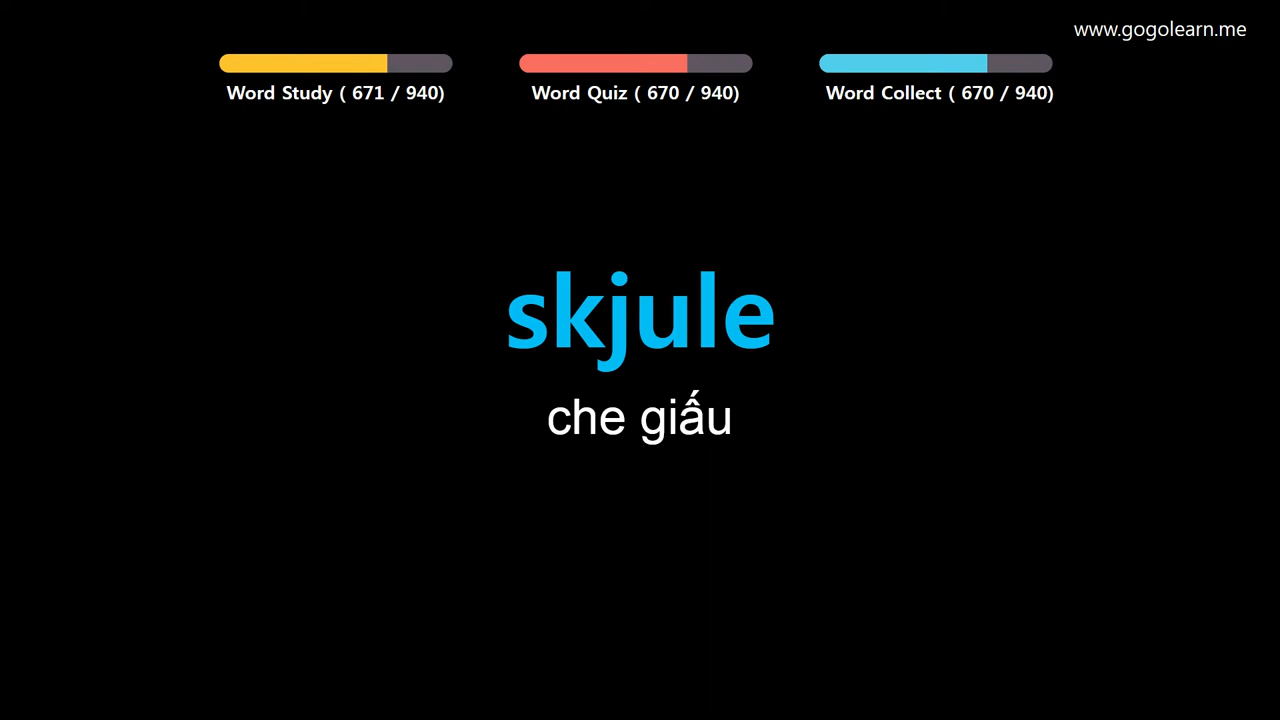 www.gogolearn.me
Word Study ( 671 / 940)
Word Quiz ( 670 / 940)
Word Collect ( 670 / 940)
skjule
che giấu